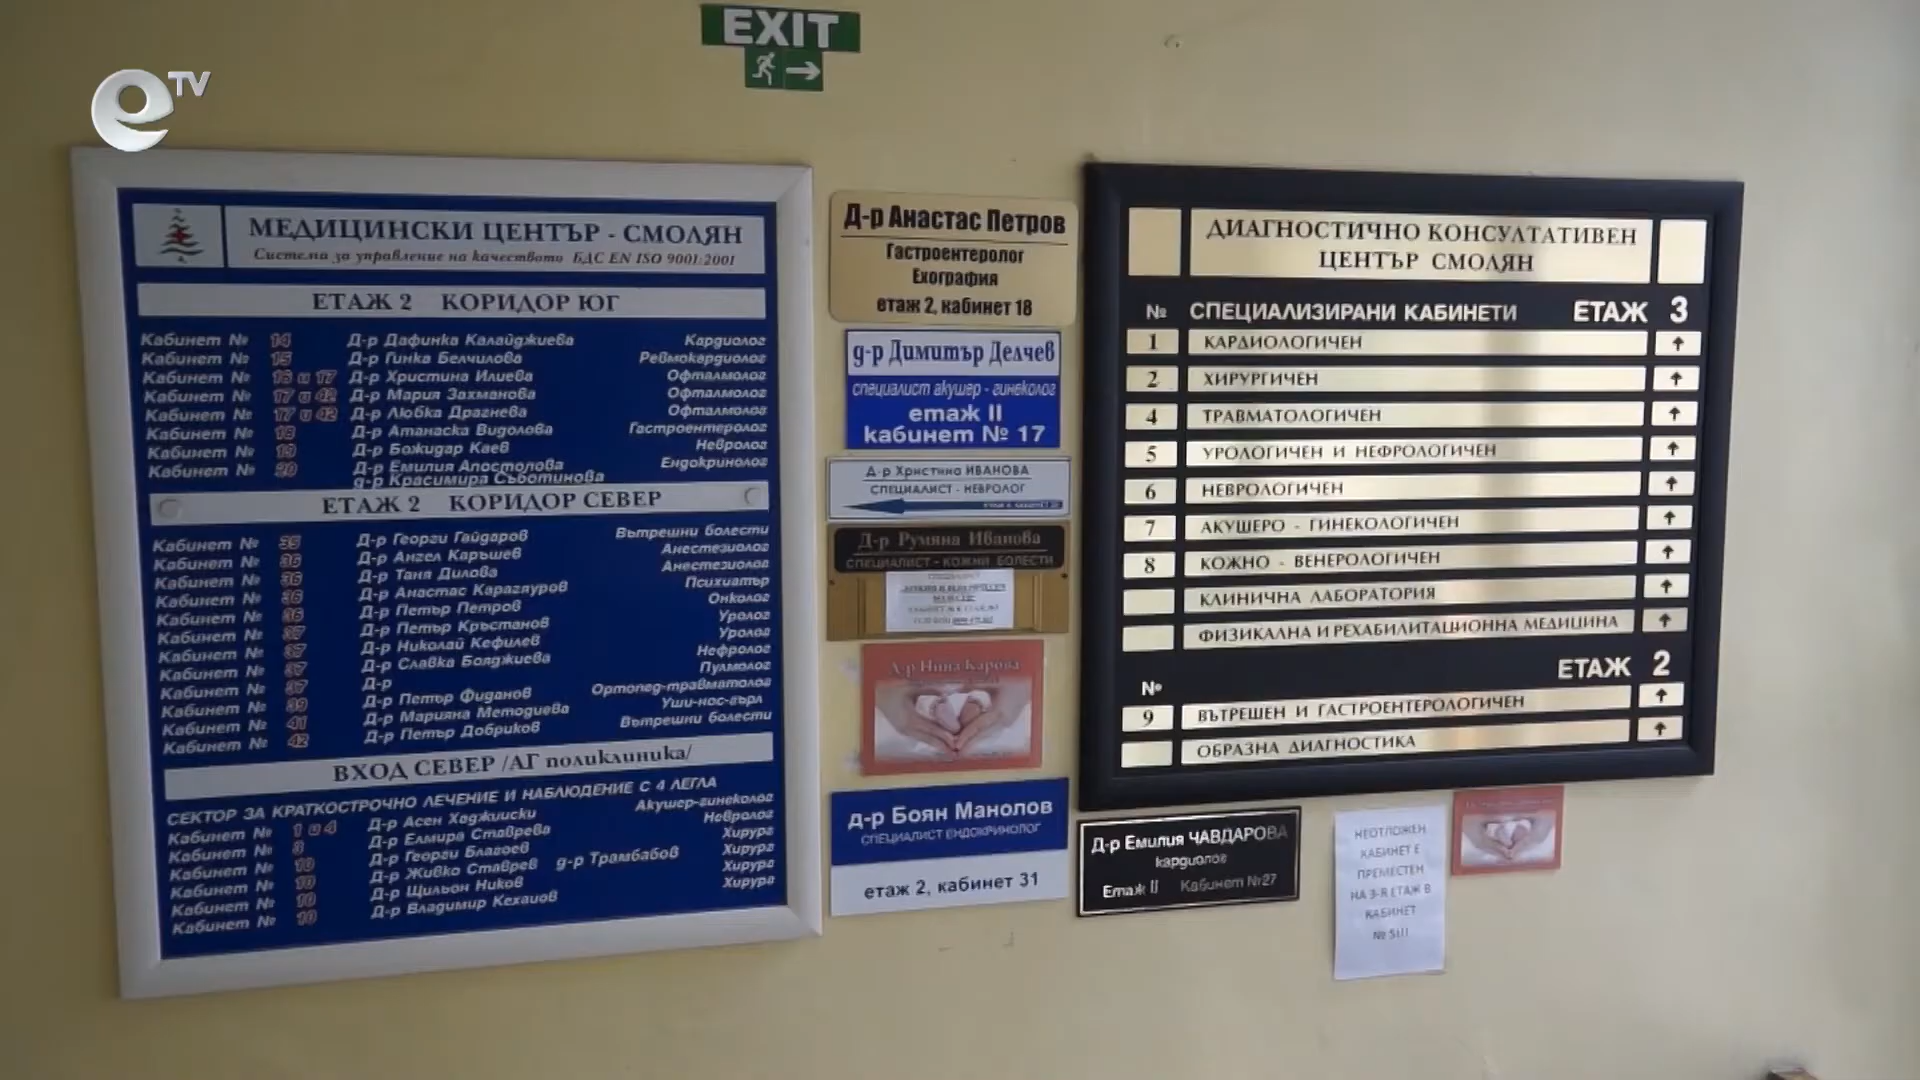 EXIT
e TV
МЕДИЦИНСКИ ЦЕНТЪР - СМОЛЯН
Система за управление на качеството БДС EN ISO 9001:2001
ЕТАЖ 2 КОРИДОР ЮГ
Кабинет № 14 Д-р Дафинка Калайджиева Кардиолог
Кабинет № 15 Д-р Гинка Белчилова Ревмокардиолог
Кабинет № 16 и 17 Д-р Христина Илиева Офталмолог
Кабинет № 17 и 42 Д-р Мария Захманова Офталмолог
Кабинет № 17 и 42 Д-р Любка Драгнева Офталмолог
Кабинет № 18 Д-р Атанаска Видолова Гастроентеролог
Кабинет № 19 Д-р Божидар Каев Невролог
Кабинет № 20 Д-р Емилия Апостолова Ендокринолог
д-р Красимира Съботинова
ЕТАЖ 2 КОРИДОР СЕВЕР
Кабинет № 35 Д-р Георги Гайдаров Вътрешни болести
Кабинет № 36 Д-р Ангел Каръшев Анестезиолог
Кабинет № 36 Д-р Таня Дилова Анестезиолог
Кабинет № 36 Д-р Анастас Карагяуров Психиатър
Кабинет № 36 Д-р Петър Петров Онколог
Кабинет № 37 Д-р Петър Кръстанов Уролог
Кабинет № 37 Д-р Николай Кефилев Уролог
Кабинет № 37 Д-р Славка Бояджиева Нефролог
Кабинет № 37 Д-р Пулмолог
Кабинет № 39 Д-р Петър Фиданов Ортопед-травматолог
Кабинет № 41 Д-р Марияна Методиева Уши-нос-гърл
Кабинет № 42 Д-р Петър Добриков Вътрешни болести
ВХОД СЕВЕР /АГ поликлиника/
СЕКТОР ЗА КРАТКОСРОЧНО ЛЕЧЕНИЕ И НАБЛЮДЕНИЕ С 4 ЛЕГЛА
Кабинет № 1 и 4 Д-р Асен Хаджийски Акушер-гинеколог
Кабинет № 8 Д-р Елмира Ставрева Невролог
Кабинет № 10 Д-р Георги Благоев Хирург
Кабинет № 10 Д-р Живко Ставрев д-р Трамбабов Хирург
Кабинет № 10 Д-р Щильон Ников Хирург
Кабинет № 10 Д-р Владимир Кехайов Хирург
Д-р Анастас Петров
Гастроентеролог
Ехография
етаж 2, кабинет 18
д-р Димитър Делчев
специалист акушер - гинеколог
етаж II
кабинет № 17
Д-р Христина ИВАНОВА
СПЕЦИАЛИСТ - НЕВРОЛОГ
Д-р Румяна Иванова
СПЕЦИАЛИСТ - КОЖНИ БОЛЕСТИ
Д-р Нина Карова
д-р Боян Манолов
СПЕЦИАЛИСТ ЕНДОКРИНОЛОГ
етаж 2, кабинет 31
ДИАГНОСТИЧНО КОНСУЛТАТИВЕН
ЦЕНТЪР СМОЛЯН
№ СПЕЦИАЛИЗИРАНИ КАБИНЕТИ ЕТАЖ 3
1 КАРДИОЛОГИЧЕН
2 ХИРУРГИЧЕН
4 ТРАВМАТОЛОГИЧЕН
5 УРОЛОГИЧЕН И НЕФРОЛОГИЧЕН
6 НЕВРОЛОГИЧЕН
7 АКУШЕРО - ГИНЕКОЛОГИЧЕН
8 КОЖНО - ВЕНЕРОЛОГИЧЕН
КЛИНИЧНА ЛАБОРАТОРИЯ
ФИЗИКАЛНА И РЕХАБИЛИТАЦИОННА МЕДИЦИНА
№ ЕТАЖ 2
9 ВЪТРЕШЕН И ГАСТРОЕНТЕРОЛОГИЧЕН
ОБРАЗНА ДИАГНОСТИКА
Д-р Емилия ЧАВДАРОВА
кардиолог
Етаж II Кабинет №27
НЕОТЛОЖЕН
КАБИНЕТ Е
ПРЕМЕСТЕН
НА 3-Я ЕТАЖ В
КАБИНЕТ
№ 5!!!